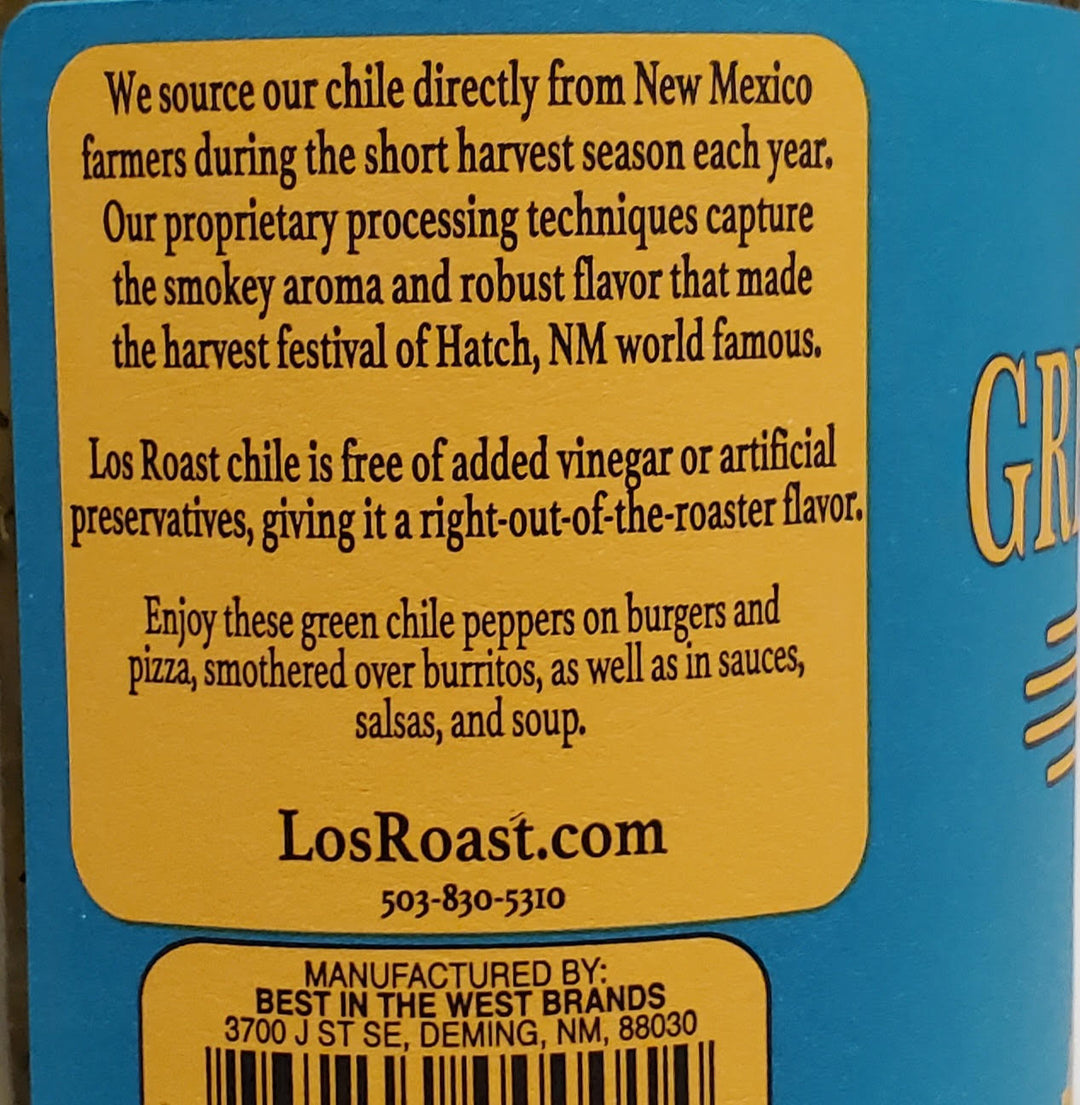 We source our chile directly from New Mexico
farmers during the short harvest season each year.
Our proprietary processing techniques capture
the smokey aroma and robust flavor that made
the harvest festival of Hatch, NM world famous.
Los Roast chile is free of added vinegar or artificial
preservatives, giving it a right-out-of-the-roaster flavor.
Enjoy these green chile peppers on burgers and
pizza, smothered over burritos, as well as in sauces,
salsas, and soup.
LosRoast.com
503-830-5310
MANUFACTURED BY:
BEST IN THE WEST BRANDS
3700 J ST SE, DEMING, NM, 88030